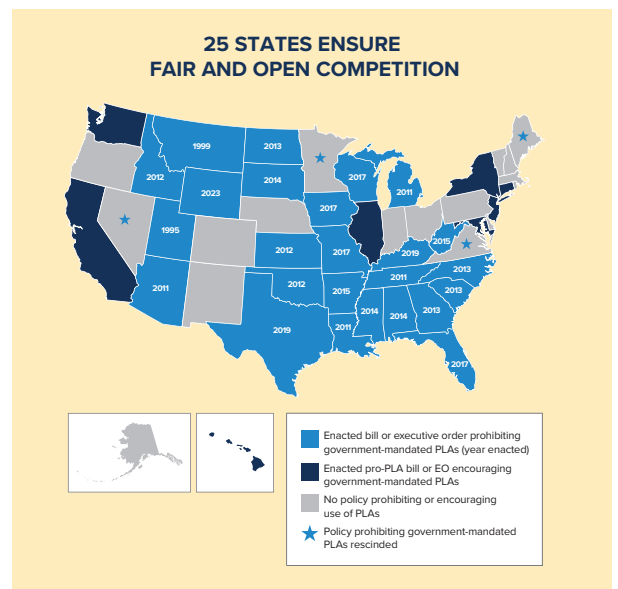 25 STATES ENSURE
FAIR AND OPEN COMPETITION
1999
2013
2012
2014
2017
2011
2023
2017
1995
2012
2017
2019
2015
2011
2012
2015
2011
2013
2013
2019
2011
2014
2014
2013
2017
Enacted bill or executive order prohibiting
government-mandated PLAs (year enacted)
Enacted pro-PLA bill or EO encouraging
government-mandated PLAs
No policy prohibiting or encouraging
use of PLAs
Policy prohibiting government-mandated
PLAs rescinded